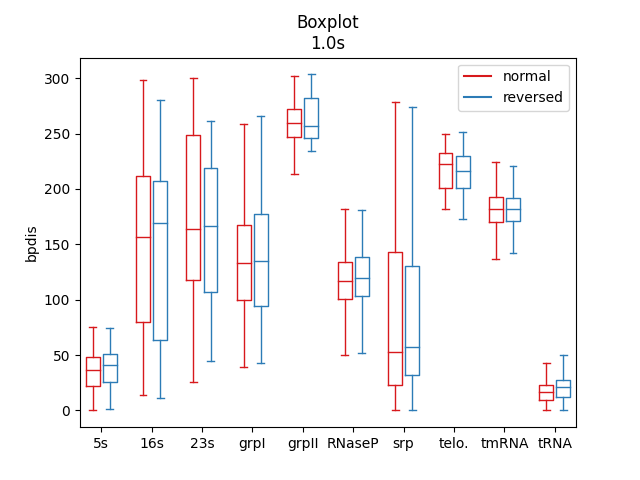 Boxplot
1.0s
normal
reversed
300
250
200
150
100
50
0
bpdis
5s 16s 23s grpI grpII RNaseP srp telo. tmRNA tRNA